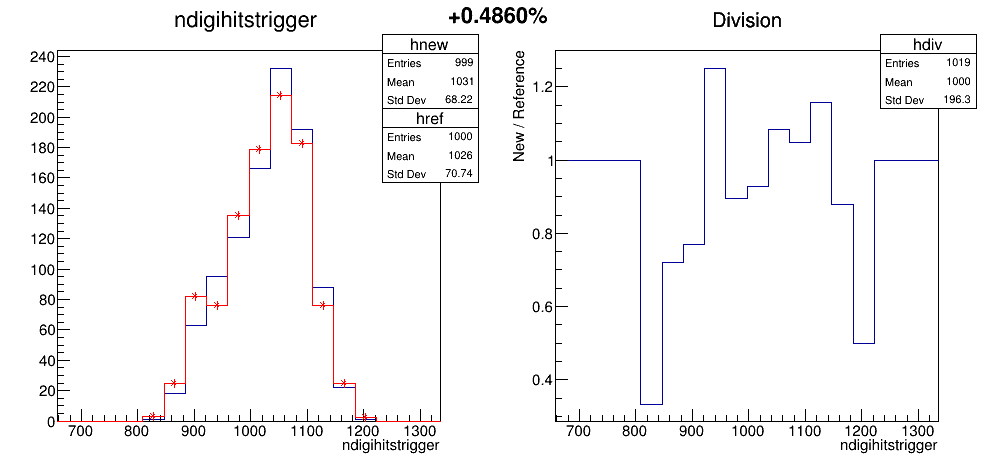 +0.4860%
ndigihitstrigger
hnew
Entries 999
Mean 1031
Std Dev 68.22
href
Entries 1000
Mean 1026
Std Dev 70.74
240
220
200
180
160
140
120
100
80
60
40
20
0
700 800 900 1000 1100 1200 1300
ndigihitstrigger
Division
hdiv
Entries 1019
Mean 1000
Std Dev 196.3
New / Reference
1.2
1
0.8
0.6
0.4
700 800 900 1000 1100 1200 1300
ndigihitstrigger